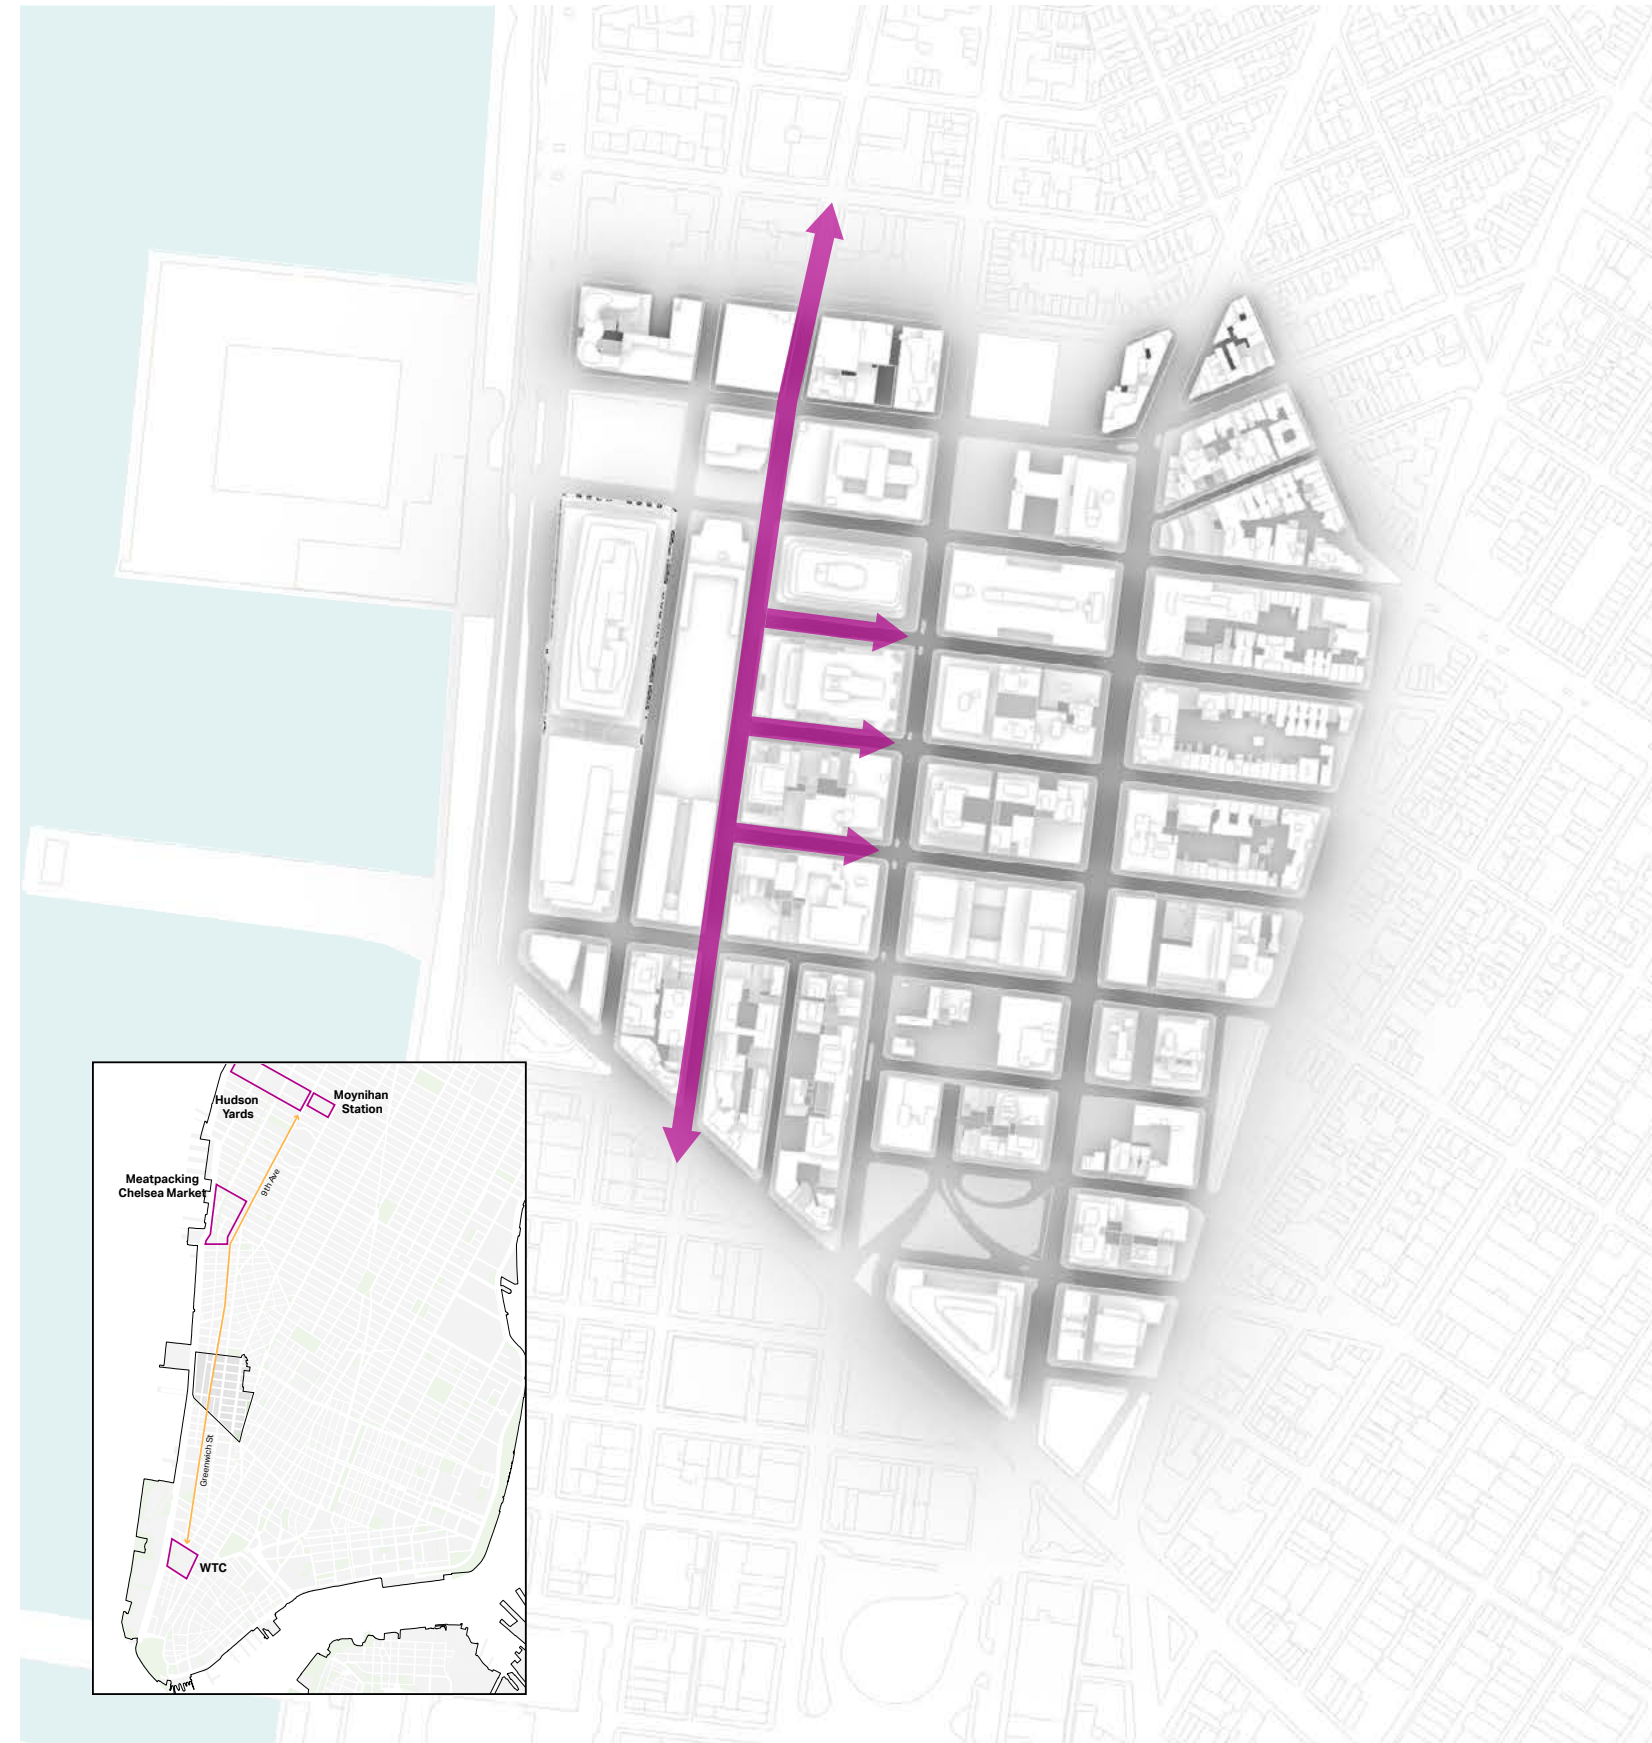 Hudson
Yards
Moynihan
Station
Meatpacking
Chelsea Market
9th Ave
Greenwich St
WTC